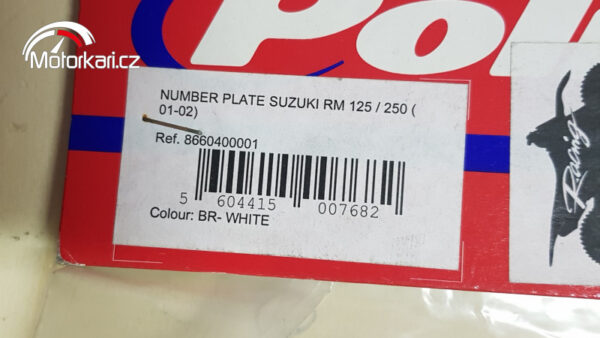 Motorkáři.cz
Pol
NUMBER PLATE SUZUKI RM 125 / 250 (
01-02)
Ref. 8660400001
5 604415 007682
Colour: BR- WHITE
Racing